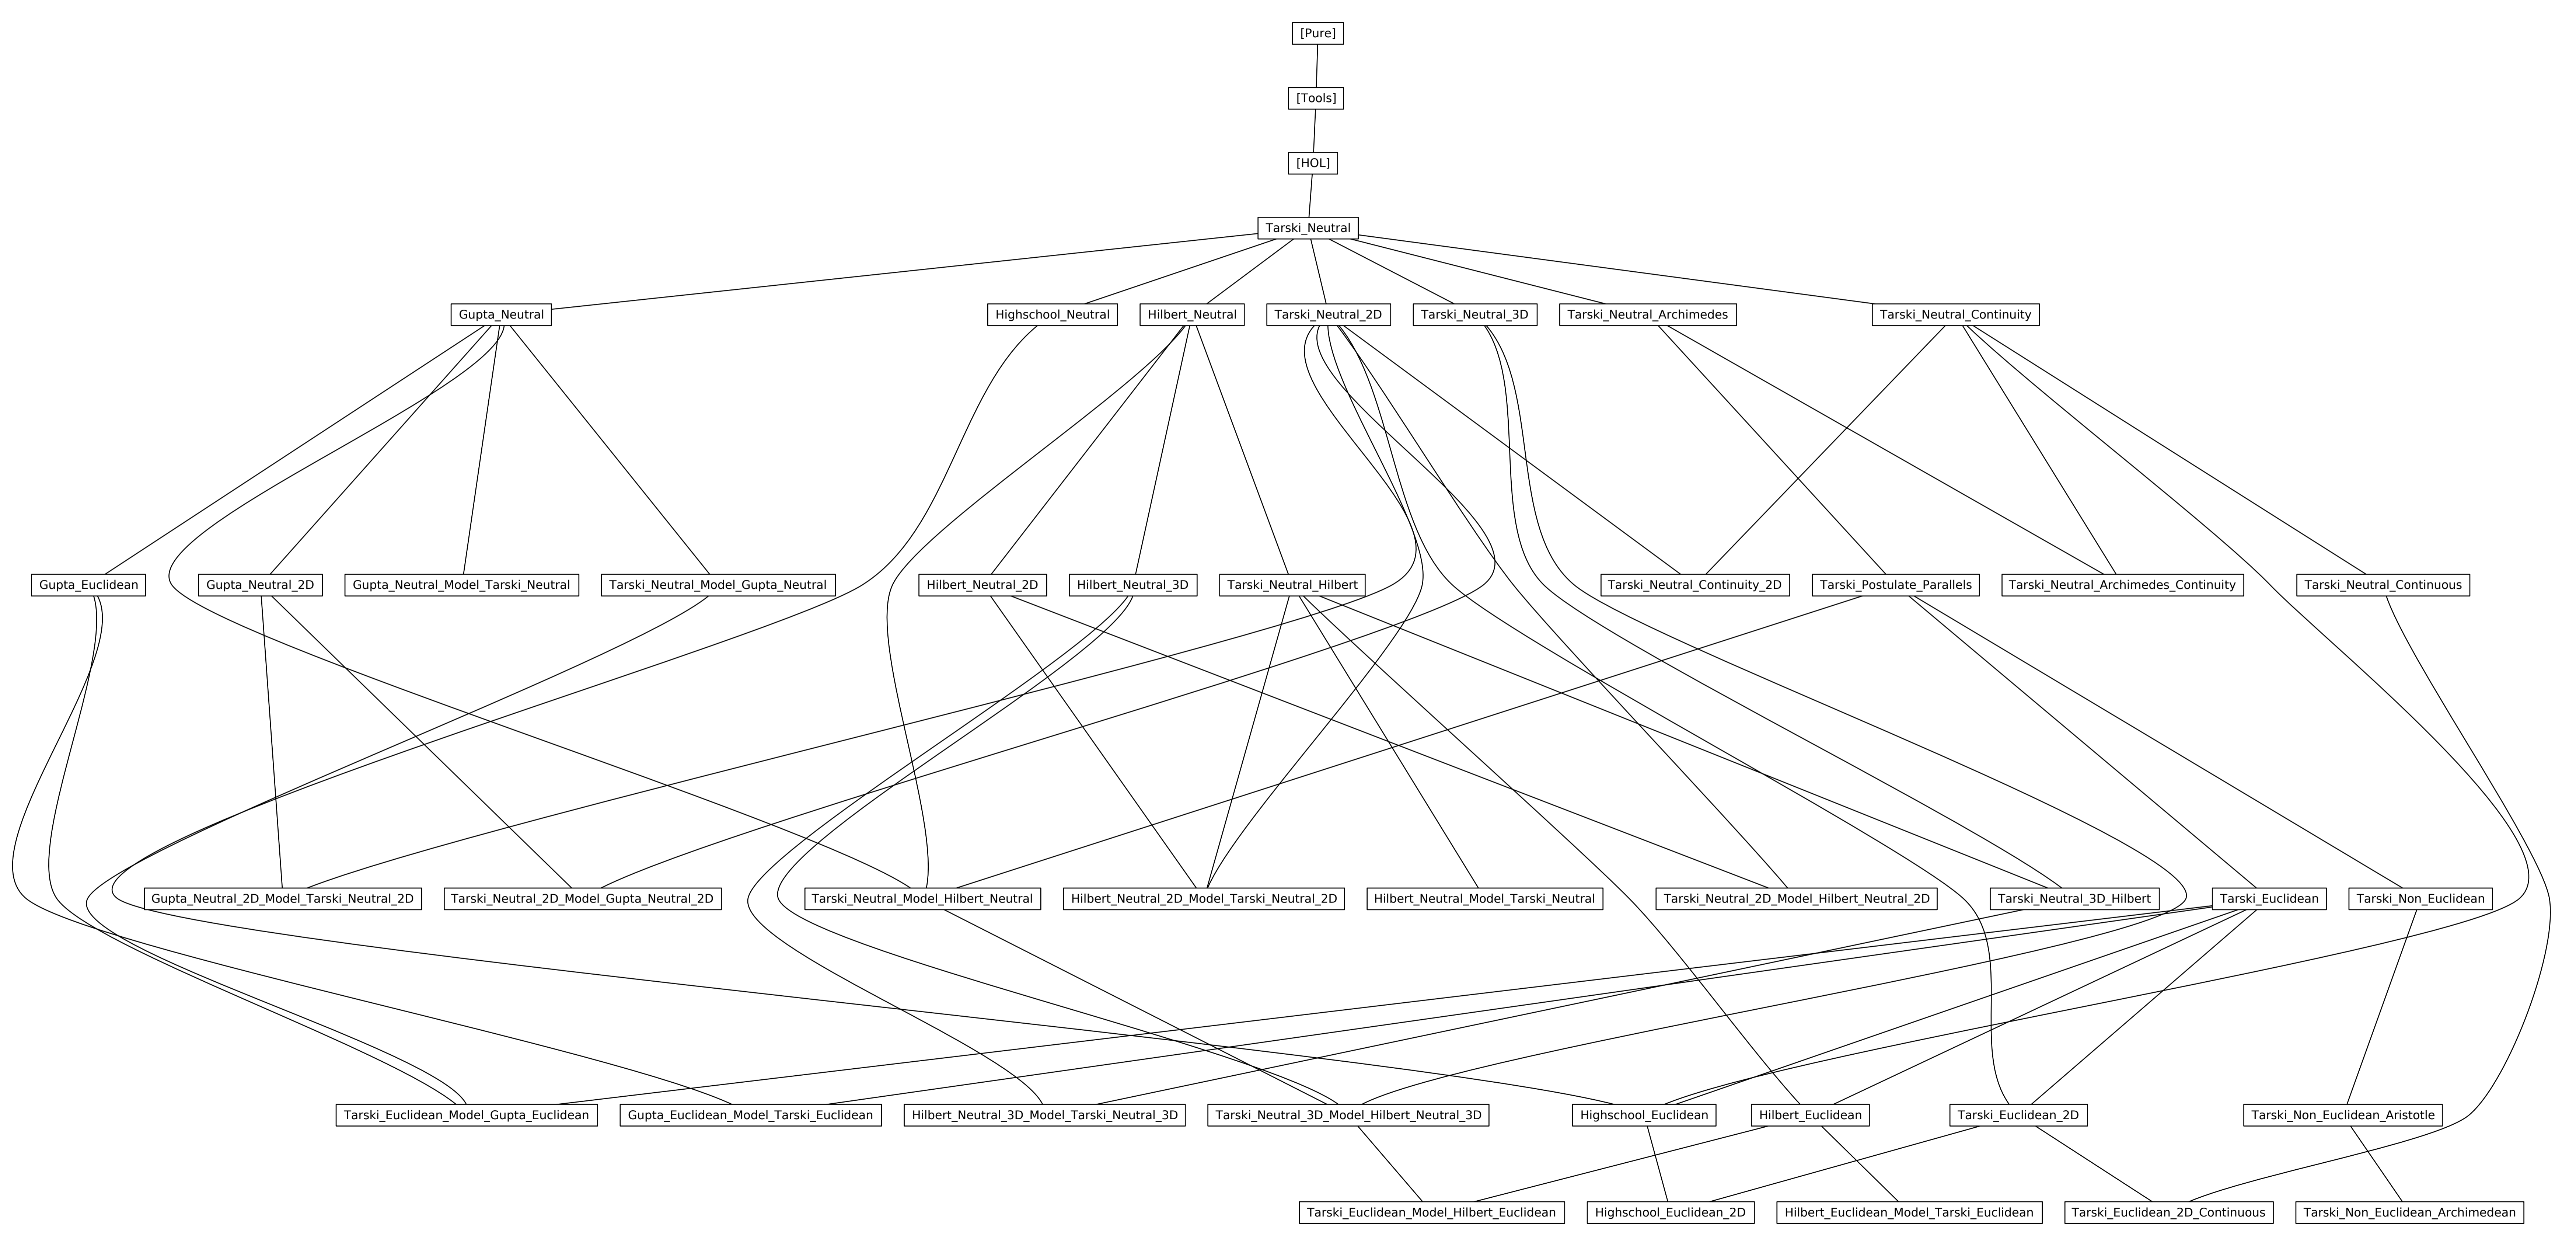 [Pure]
[Tools]
[HOL]
Tarski_Neutral
Gupta_Neutral
Highschool_Neutral
Hilbert_Neutral
Tarski_Neutral_2D
Tarski_Neutral_3D
Tarski_Neutral_Archimedes
Tarski_Neutral_Continuity
Gupta_Euclidean
Gupta_Neutral_2D
Gupta_Neutral_Model_Tarski_Neutral
Tarski_Neutral_Model_Gupta_Neutral
Hilbert_Neutral_2D
Hilbert_Neutral_3D
Tarski_Neutral_Hilbert
Tarski_Neutral_Continuity_2D
Tarski_Postulate_Parallels
Tarski_Neutral_Archimedes_Continuity
Tarski_Neutral_Continuous
Gupta_Neutral_2D_Model_Tarski_Neutral_2D
Tarski_Neutral_2D_Model_Gupta_Neutral_2D
Tarski_Neutral_Model_Hilbert_Neutral
Hilbert_Neutral_2D_Model_Tarski_Neutral_2D
Hilbert_Neutral_Model_Tarski_Neutral
Tarski_Neutral_2D_Model_Hilbert_Neutral_2D
Tarski_Neutral_3D_Hilbert
Tarski_Euclidean
Tarski_Non_Euclidean
Tarski_Euclidean_Model_Gupta_Euclidean
Gupta_Euclidean_Model_Tarski_Euclidean
Hilbert_Neutral_3D_Model_Tarski_Neutral_3D
Tarski_Neutral_3D_Model_Hilbert_Neutral_3D
Highschool_Euclidean
Hilbert_Euclidean
Tarski_Euclidean_2D
Tarski_Non_Euclidean_Aristotle
Tarski_Euclidean_Model_Hilbert_Euclidean
Highschool_Euclidean_2D
Hilbert_Euclidean_Model_Tarski_Euclidean
Tarski_Euclidean_2D_Continuous
Tarski_Non_Euclidean_Archimedean